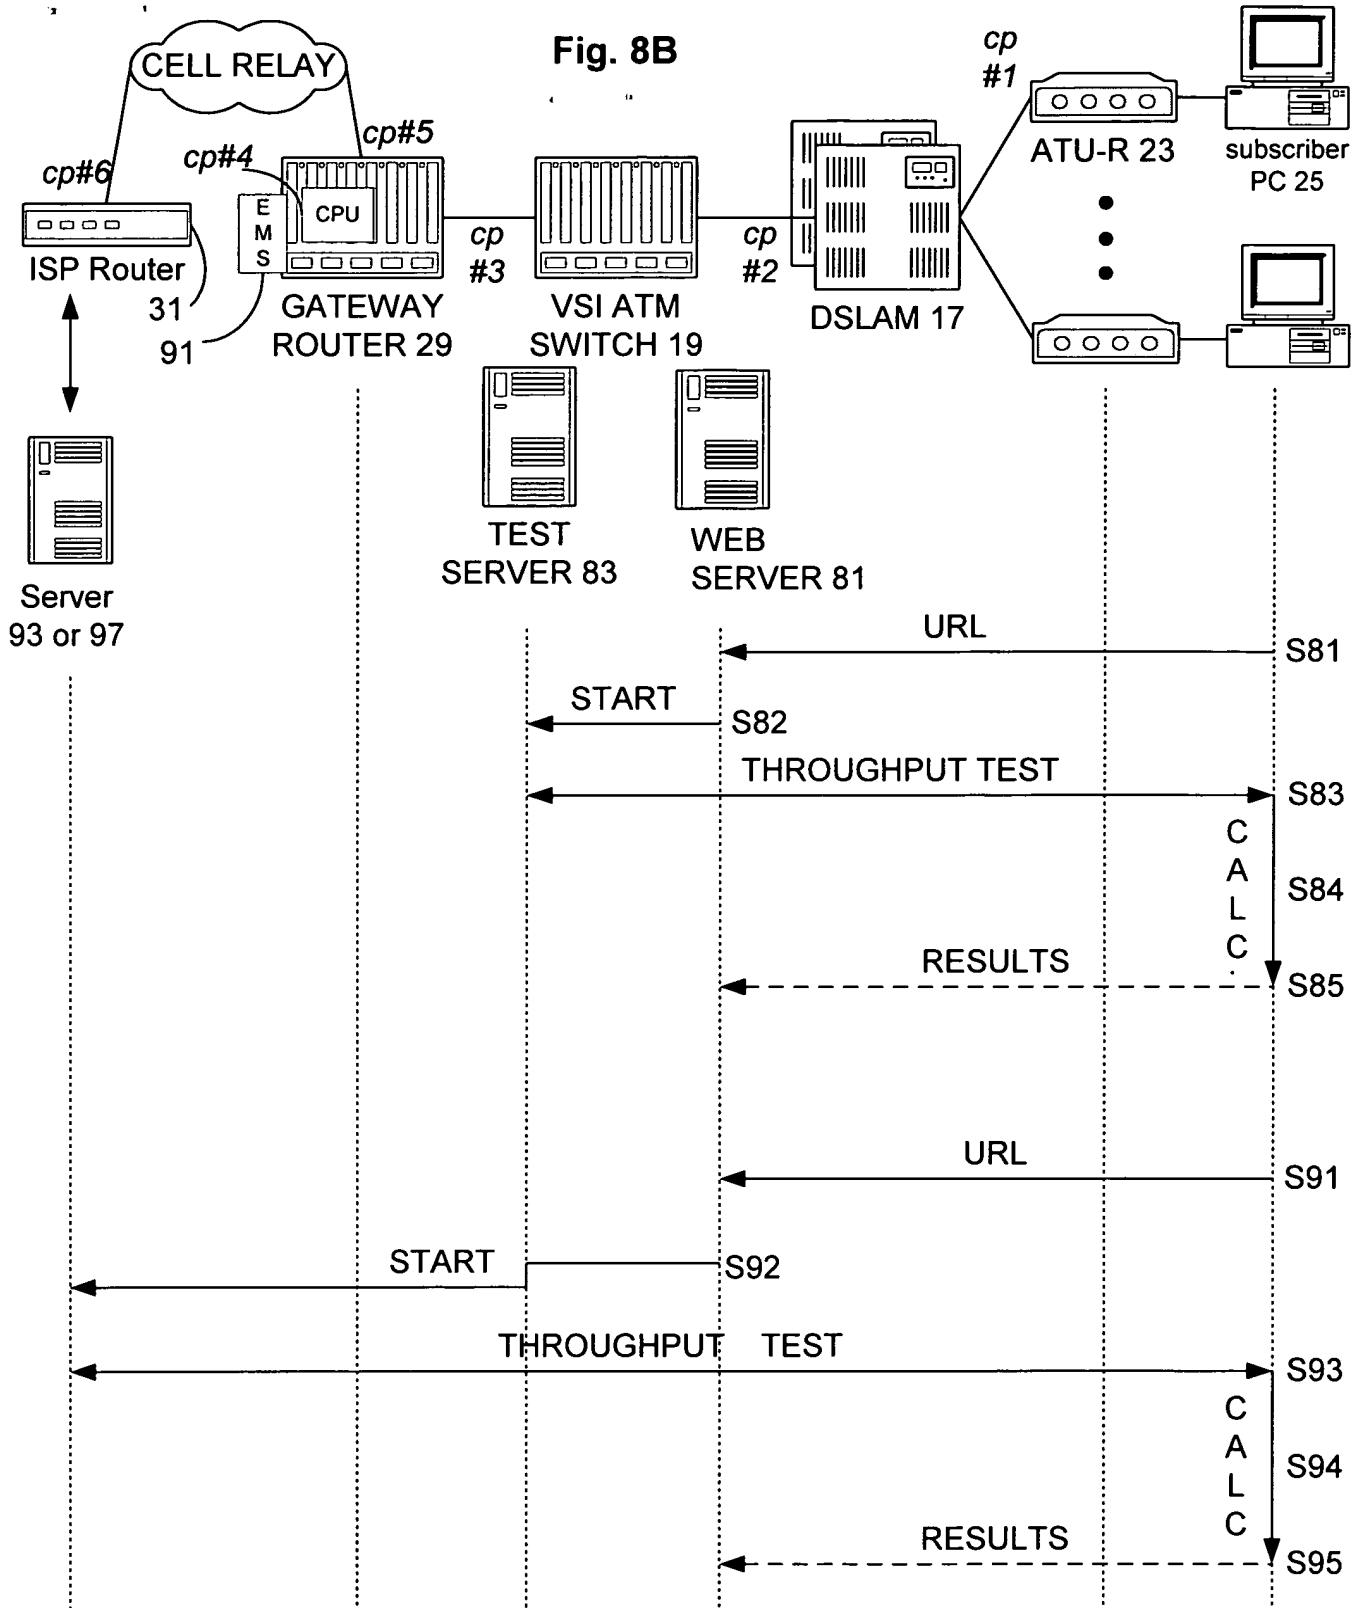 Fig. 8B
CELL RELAY
cp
#1
cp#5
cp#4
cp#6
E
M
S
CPU
ATU-R 23
subscriber
PC 25
cp
#3
cp
#2
ISP Router
31
91
GATEWAY
ROUTER 29
VSI ATM
SWITCH 19
DSLAM 17
TEST
SERVER 83
WEB
SERVER 81
Server
93 or 97
URL
S81
START
S82
THROUGHPUT TEST
S83
C
A
L
C
.
S84
RESULTS
S85
URL
S91
START
S92
THROUGHPUT TEST
S93
C
A
L
C
S94
RESULTS
S95